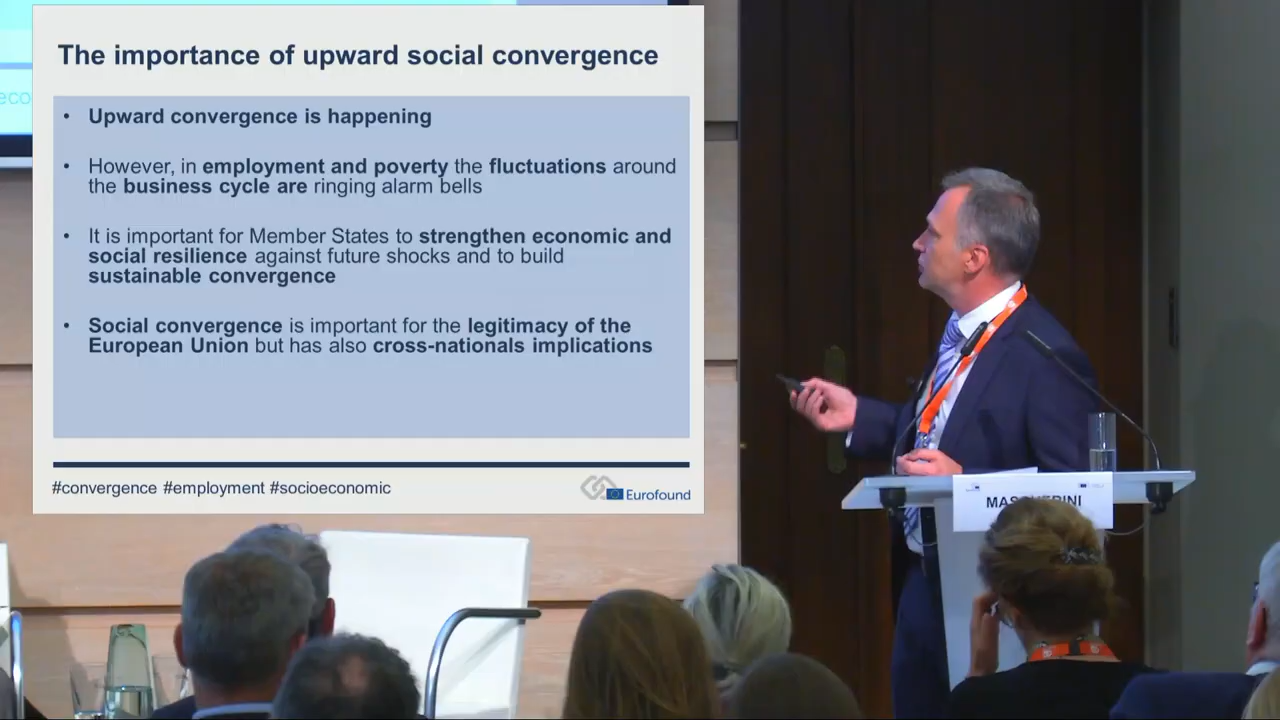 The importance of upward social convergence
eco
• Upward convergence is happening
• However, in employment and poverty the fluctuations around
the business cycle are ringing alarm bells
• It is important for Member States to strengthen economic and
social resilience against future shocks and to build
sustainable convergence
• Social convergence is important for the legitimacy of the
European Union but has also cross-nationals implications
#convergence #employment #socioeconomic
Eurofound